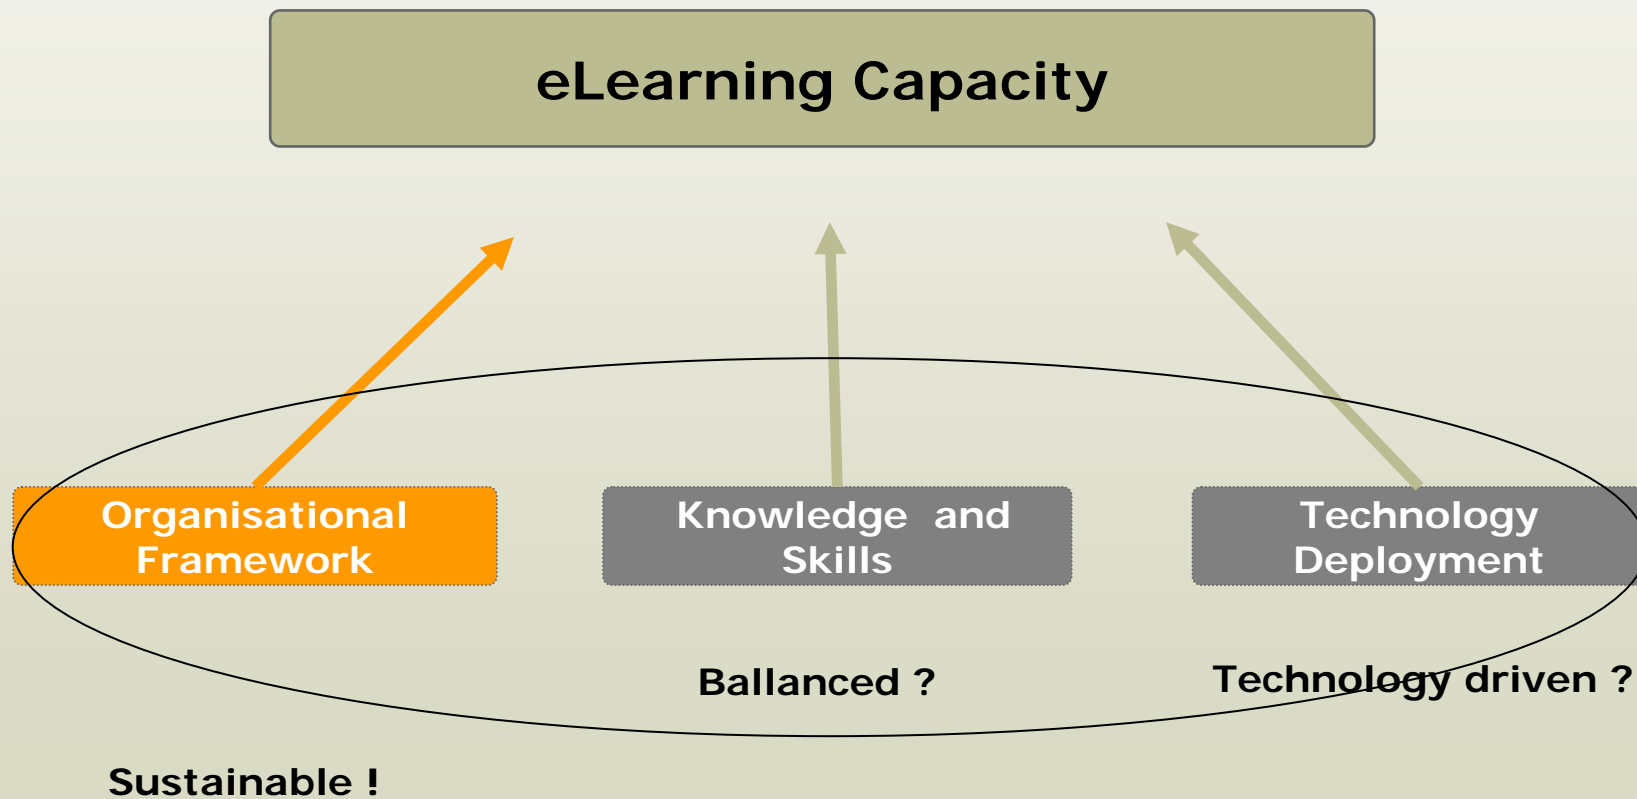 eLearning Capacity
Organisational
Framework
Knowledge and
Skills
Technology
Deployment
Ballanced ?
Technology driven ?
Sustainable !